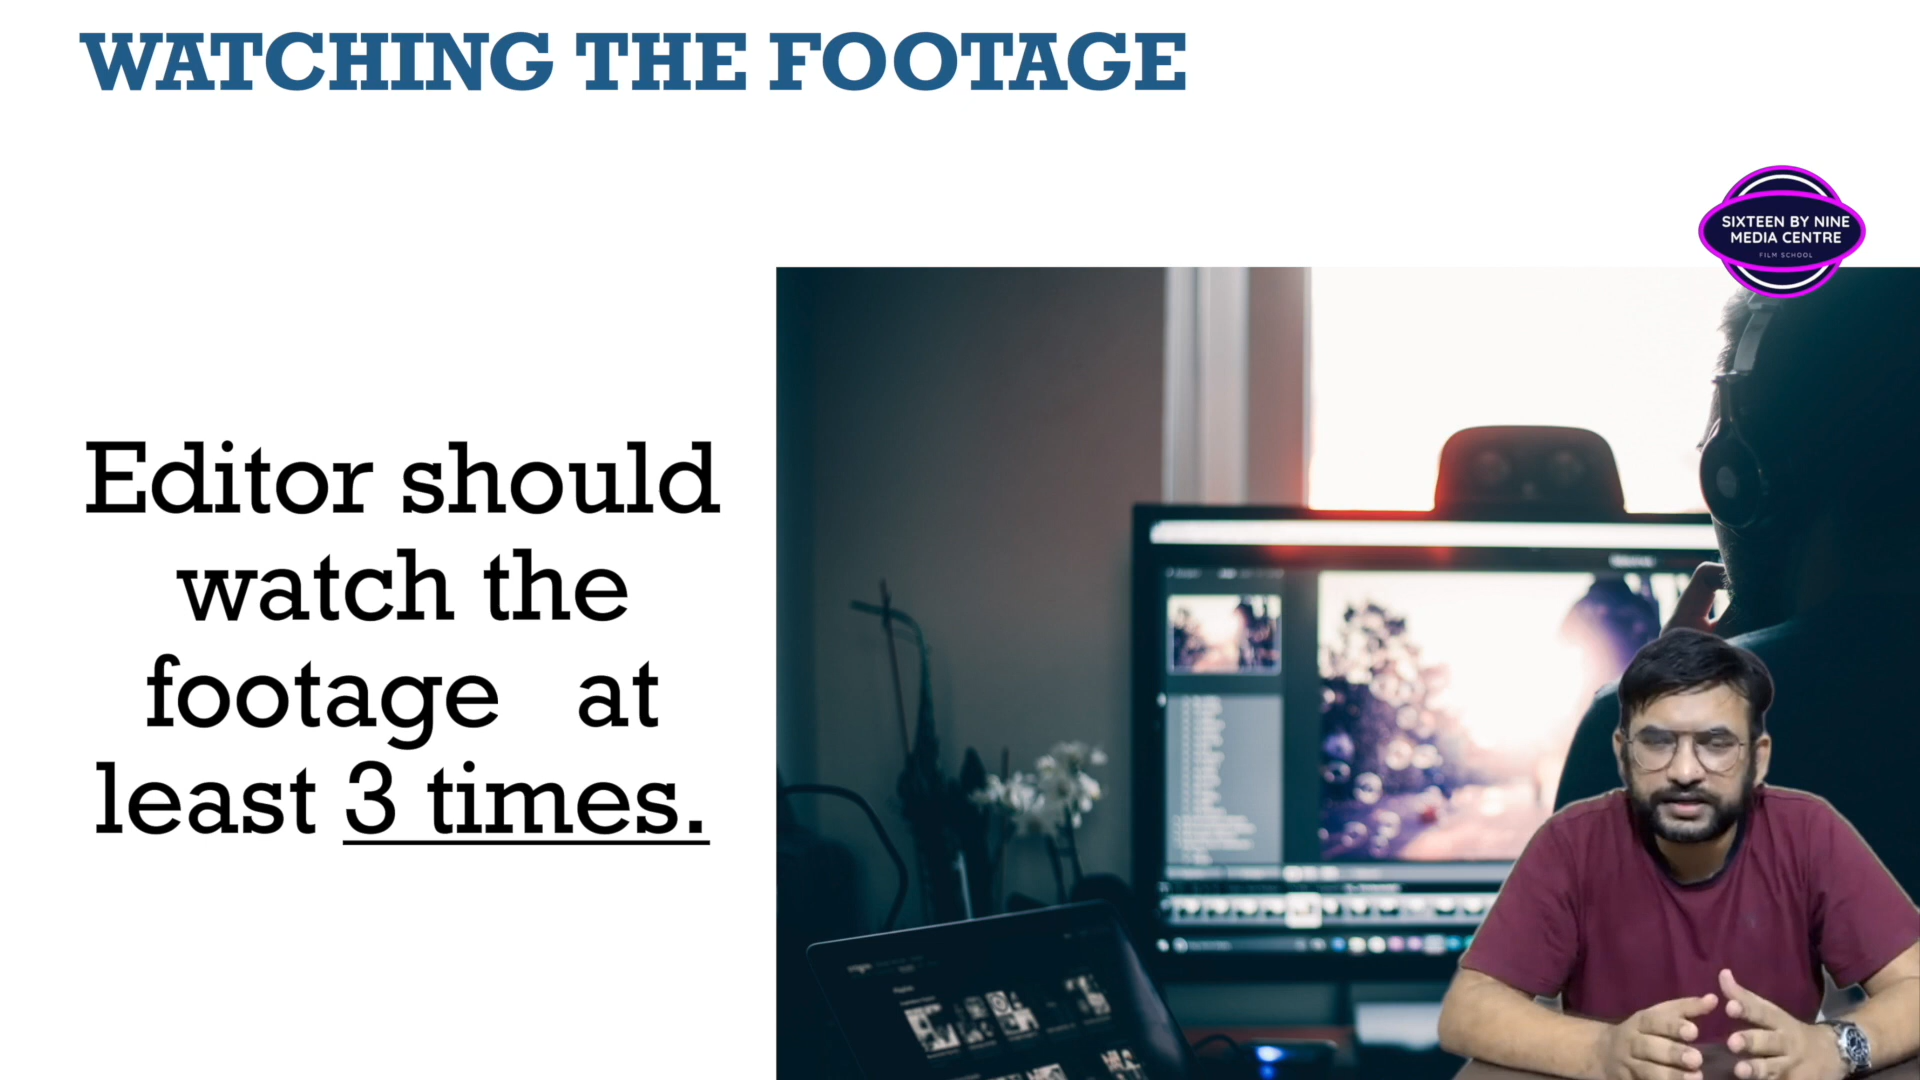 WATCHING THE FOOTAGE
SIXTEEN BY NINE
MEDIA CENTRE
FILM SCHOOL
Editor should
watch the
footage at
least 3 times.